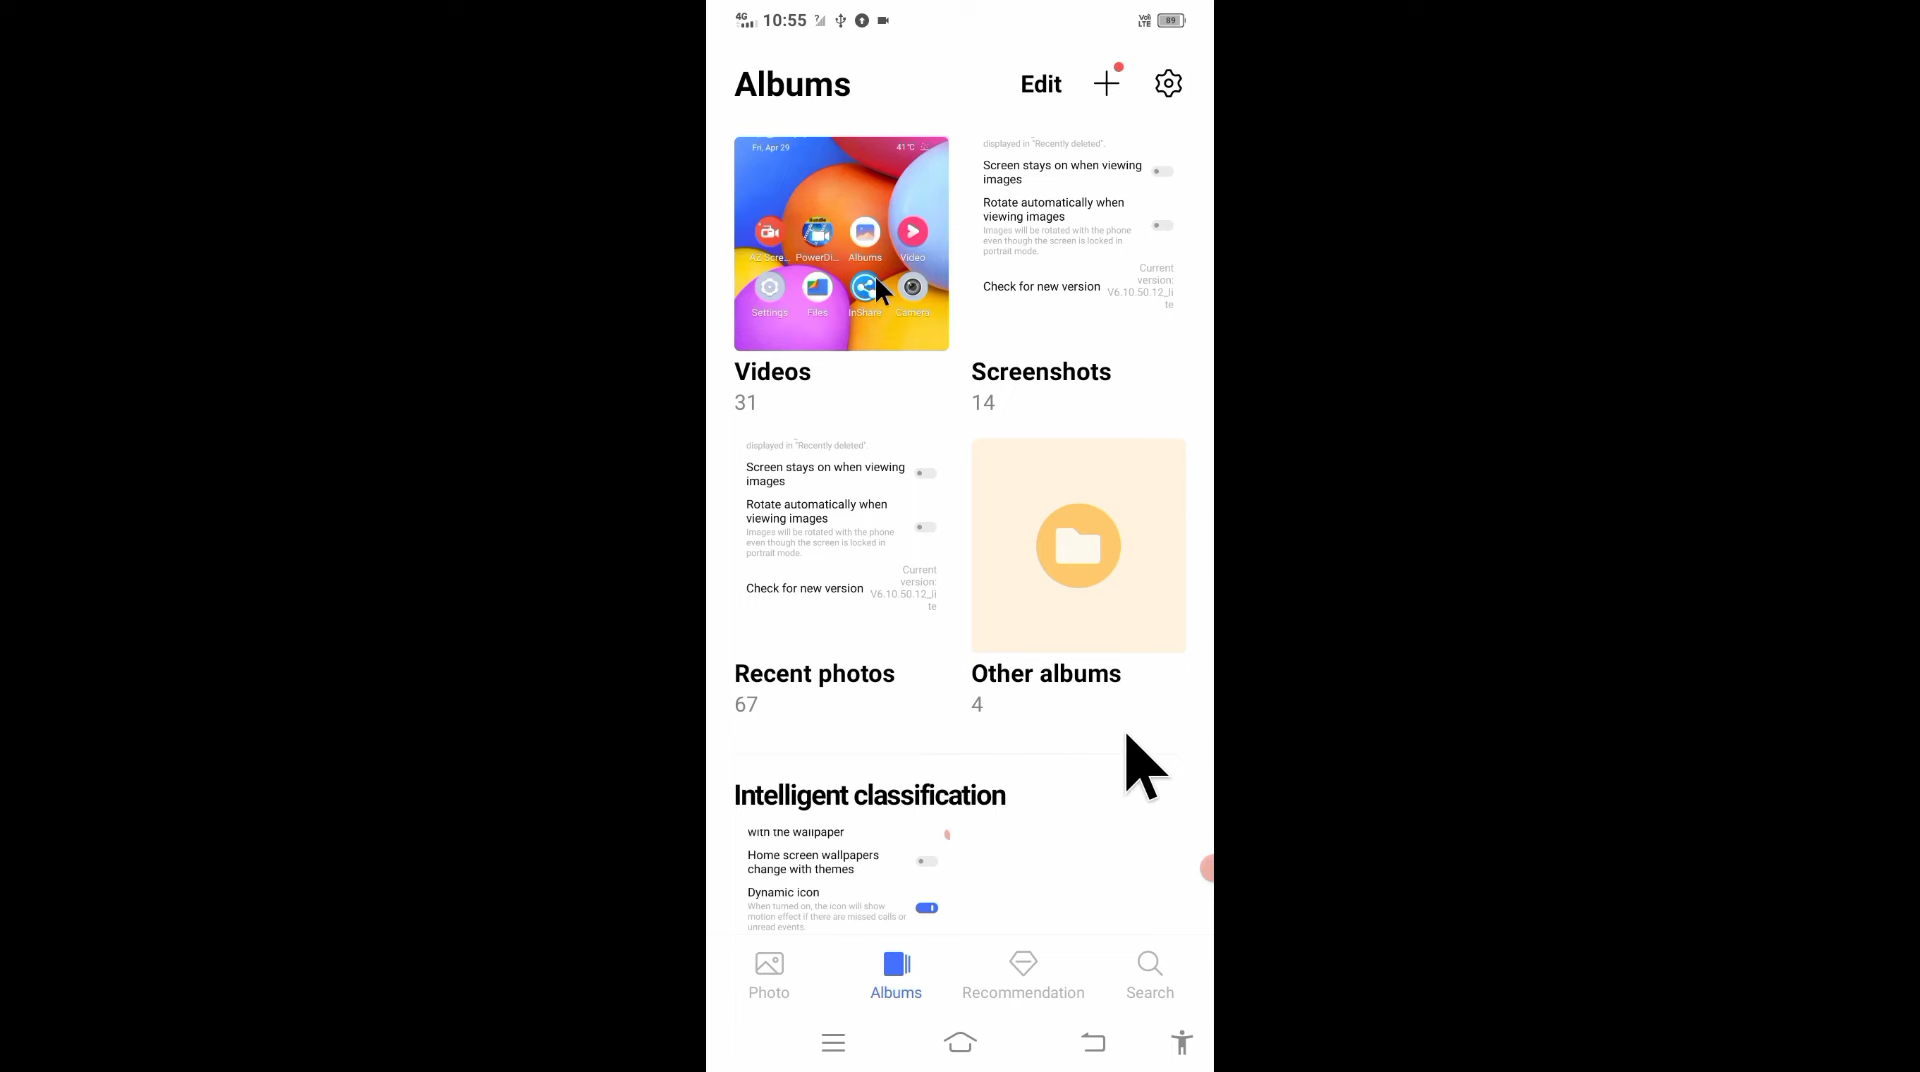 4G 10:55
VoLTE 89
Albums Edit
Fri, Apr 29 41°C
AZ Scre... PowerDi... Albums Video
Settings Files InShare Camera
Videos
31
displayed in "Recently deleted".
Screen stays on when viewing
images
Rotate automatically when
viewing images
Images will be rotated with the phone
even though the screen is locked in
portrait mode.
Check for new version
Current
version:
V6.10.50.12_li
te
Screenshots
14
displayed in "Recently deleted".
Screen stays on when viewing
images
Rotate automatically when
viewing images
Images will be rotated with the phone
even though the screen is locked in
portrait mode.
Check for new version
Current
version:
V6.10.50.12_li
te
Recent photos
67
Other albums
4
Intelligent classification
with the wallpaper
Home screen wallpapers
change with themes
Dynamic icon
When turned on, the icon will show
motion effect if there are missed calls or
unread events.
Photo Albums Recommendation Search